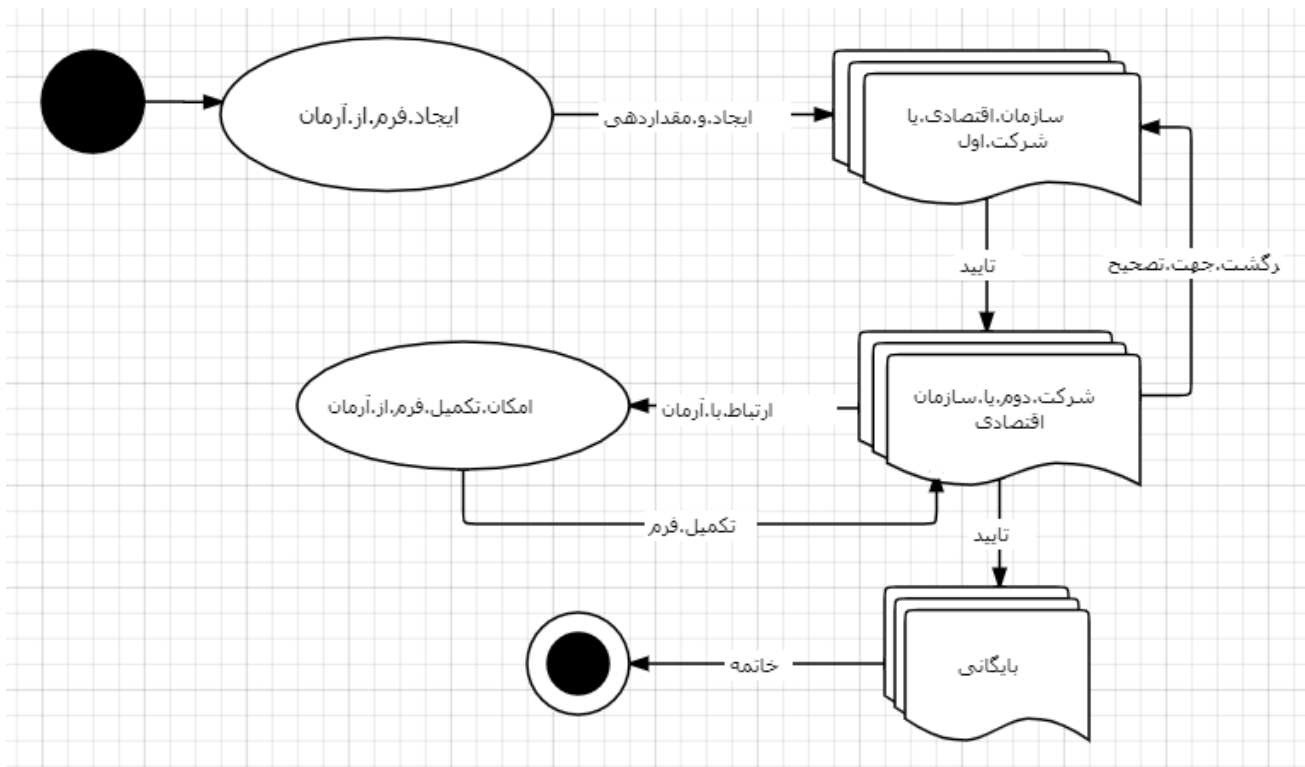 ایجاد.فرم.از.آرمان
ایجاد.و.مقداردهی
سازمان.اقتصادی.یا
شرکت.اول
تایید
برگشت.جهت.تصحیح
شرکت.دوم.یا.سازمان
اقتصادی
ارتباط.با.آرمان
امکان.تکمیل.فرم.از.آرمان
تکمیل.فرم
تایید
بایگانی
خاتمه